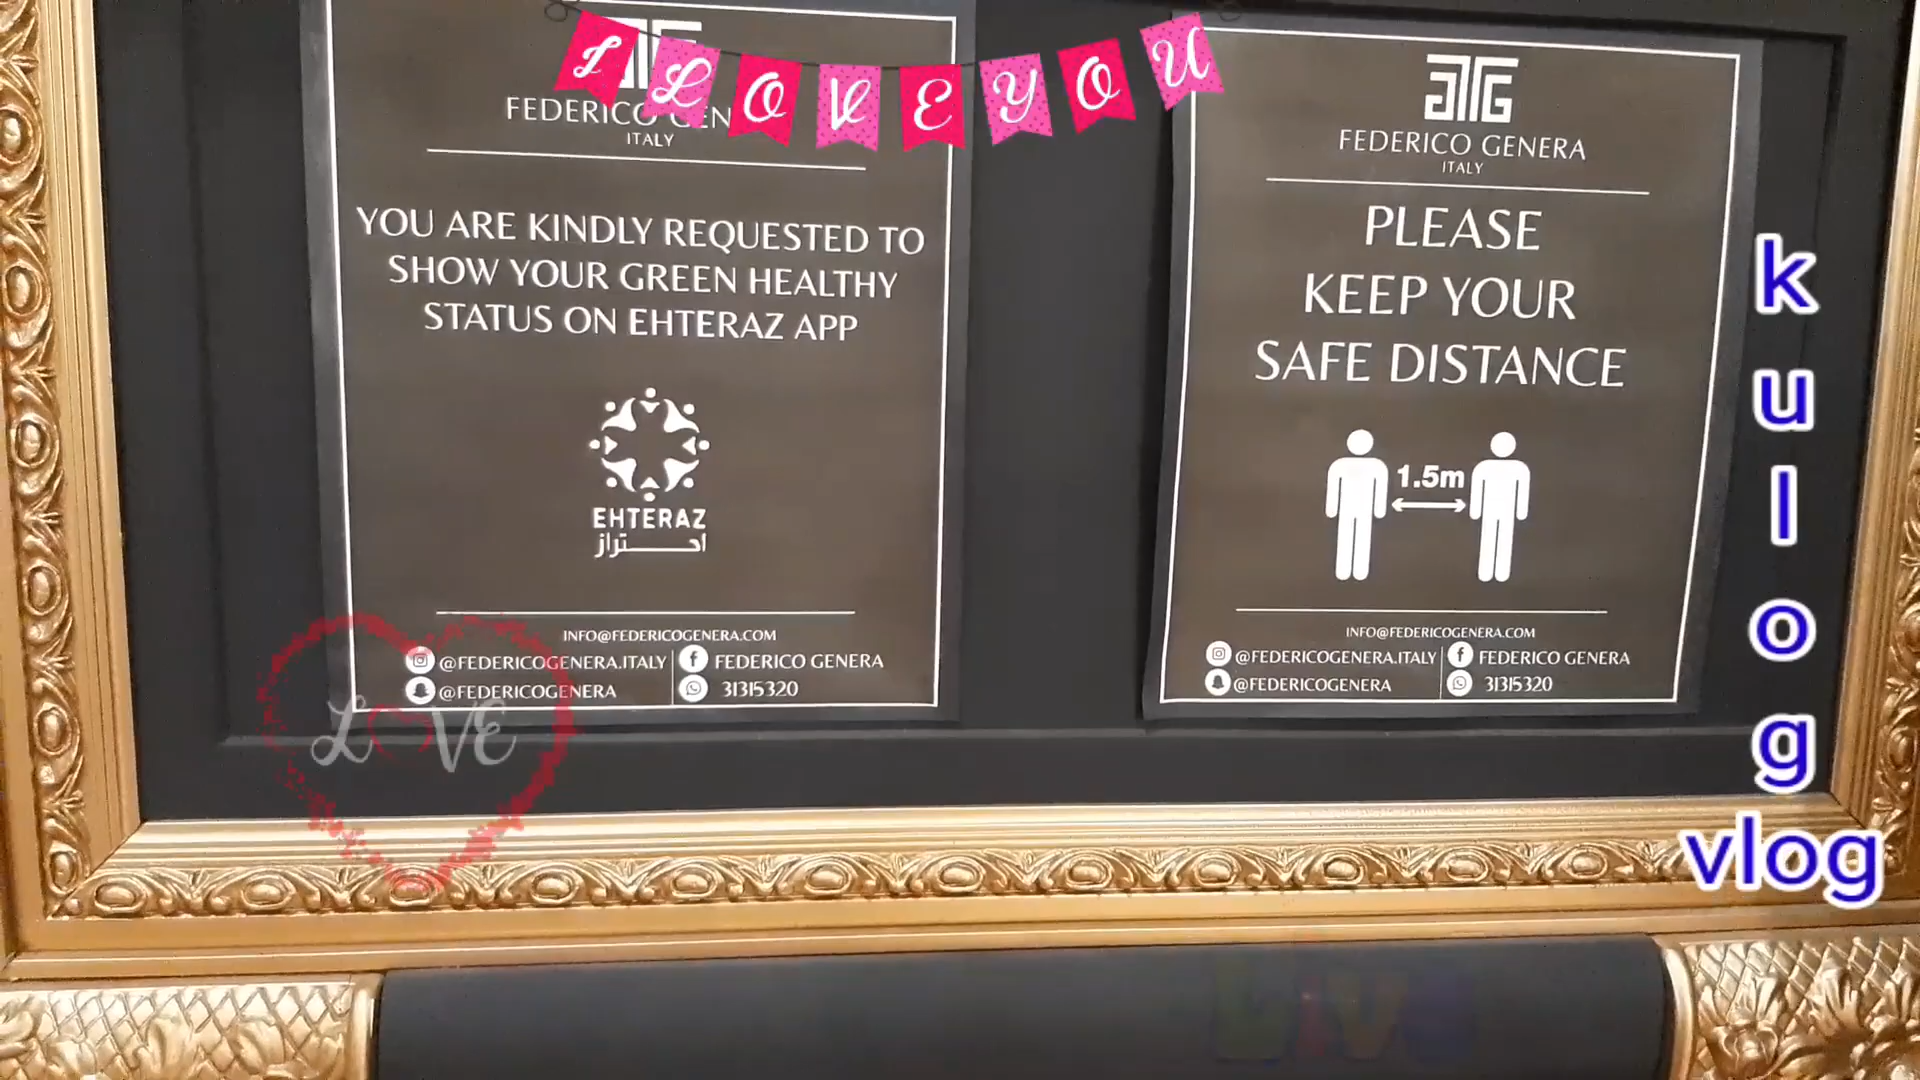 I LOVE YOU
FEDERICO GEN
ITALY
YOU ARE KINDLY REQUESTED TO
SHOW YOUR GREEN HEALTHY
STATUS ON EHTERAZ APP
EHTERAZ
احتراز
INFO@FEDERICOGENERA.COM
@FEDERICOGENERA.ITALY
FEDERICO GENERA
@FEDERICOGENERA
31315320
LOVE
FEDERICO GENERA
ITALY
PLEASE
KEEP YOUR
SAFE DISTANCE
1.5m
INFO@FEDERICOGENERA.COM
@FEDERICOGENERA.ITALY
FEDERICO GENERA
@FEDERICOGENERA
31315320
kulog
vlog
Live